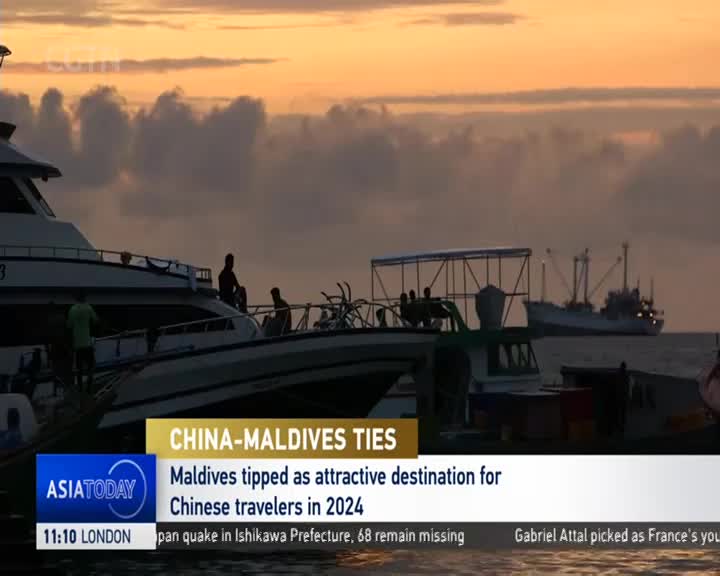 CGTN
CHINA-MALDIVES TIES
Maldives tipped as attractive destination for
Chinese travelers in 2024
ASIATODAY
11:10 LONDON
apan quake in Ishikawa Prefecture, 68 remain missing
Gabriel Attal picked as France's you